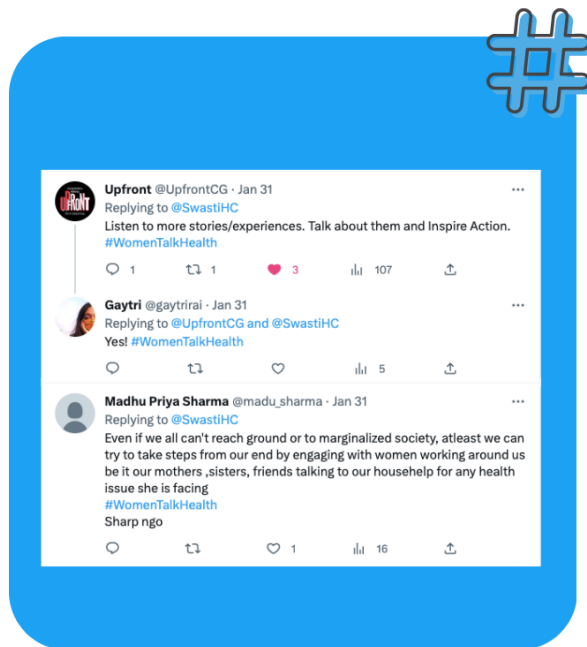 #
UPFRONT
Upfront @UpfrontCG · Jan 31
Replying to @SwastiHC
Listen to more stories/experiences. Talk about them and Inspire Action.
#WomenTalkHealth
1 1 3 107
Gaytri @gaytrirai · Jan 31
Replying to @UpfrontCG and @SwastiHC
Yes! #WomenTalkHealth
5
Madhu Priya Sharma @madu_sharma · Jan 31
Replying to @SwastiHC
Even if we all can't reach ground or to marginalized society, atleast we can
try to take steps from our end by engaging with women working around us
be it our mothers ,sisters, friends talking to our househelp for any health
issue she is facing
#WomenTalkHealth
Sharp ngo
1 16